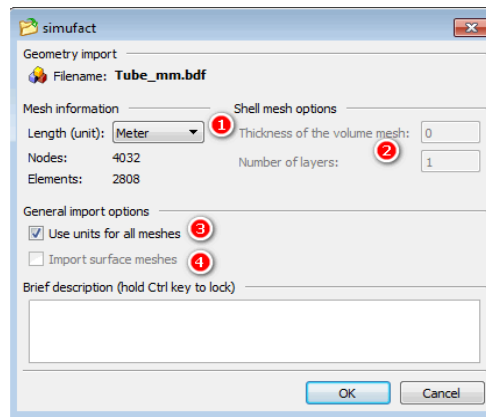 simufact
Geometry import
Filename: Tube_mm.bdf
Mesh information
Shell mesh options
Length (unit): Meter
1
Thickness of the volume mesh: 0
2
Nodes: 4032
Number of layers: 1
Elements: 2808
General import options
Use units for all meshes
3
Import surface meshes
4
Brief description (hold Ctrl key to lock)
OK
Cancel